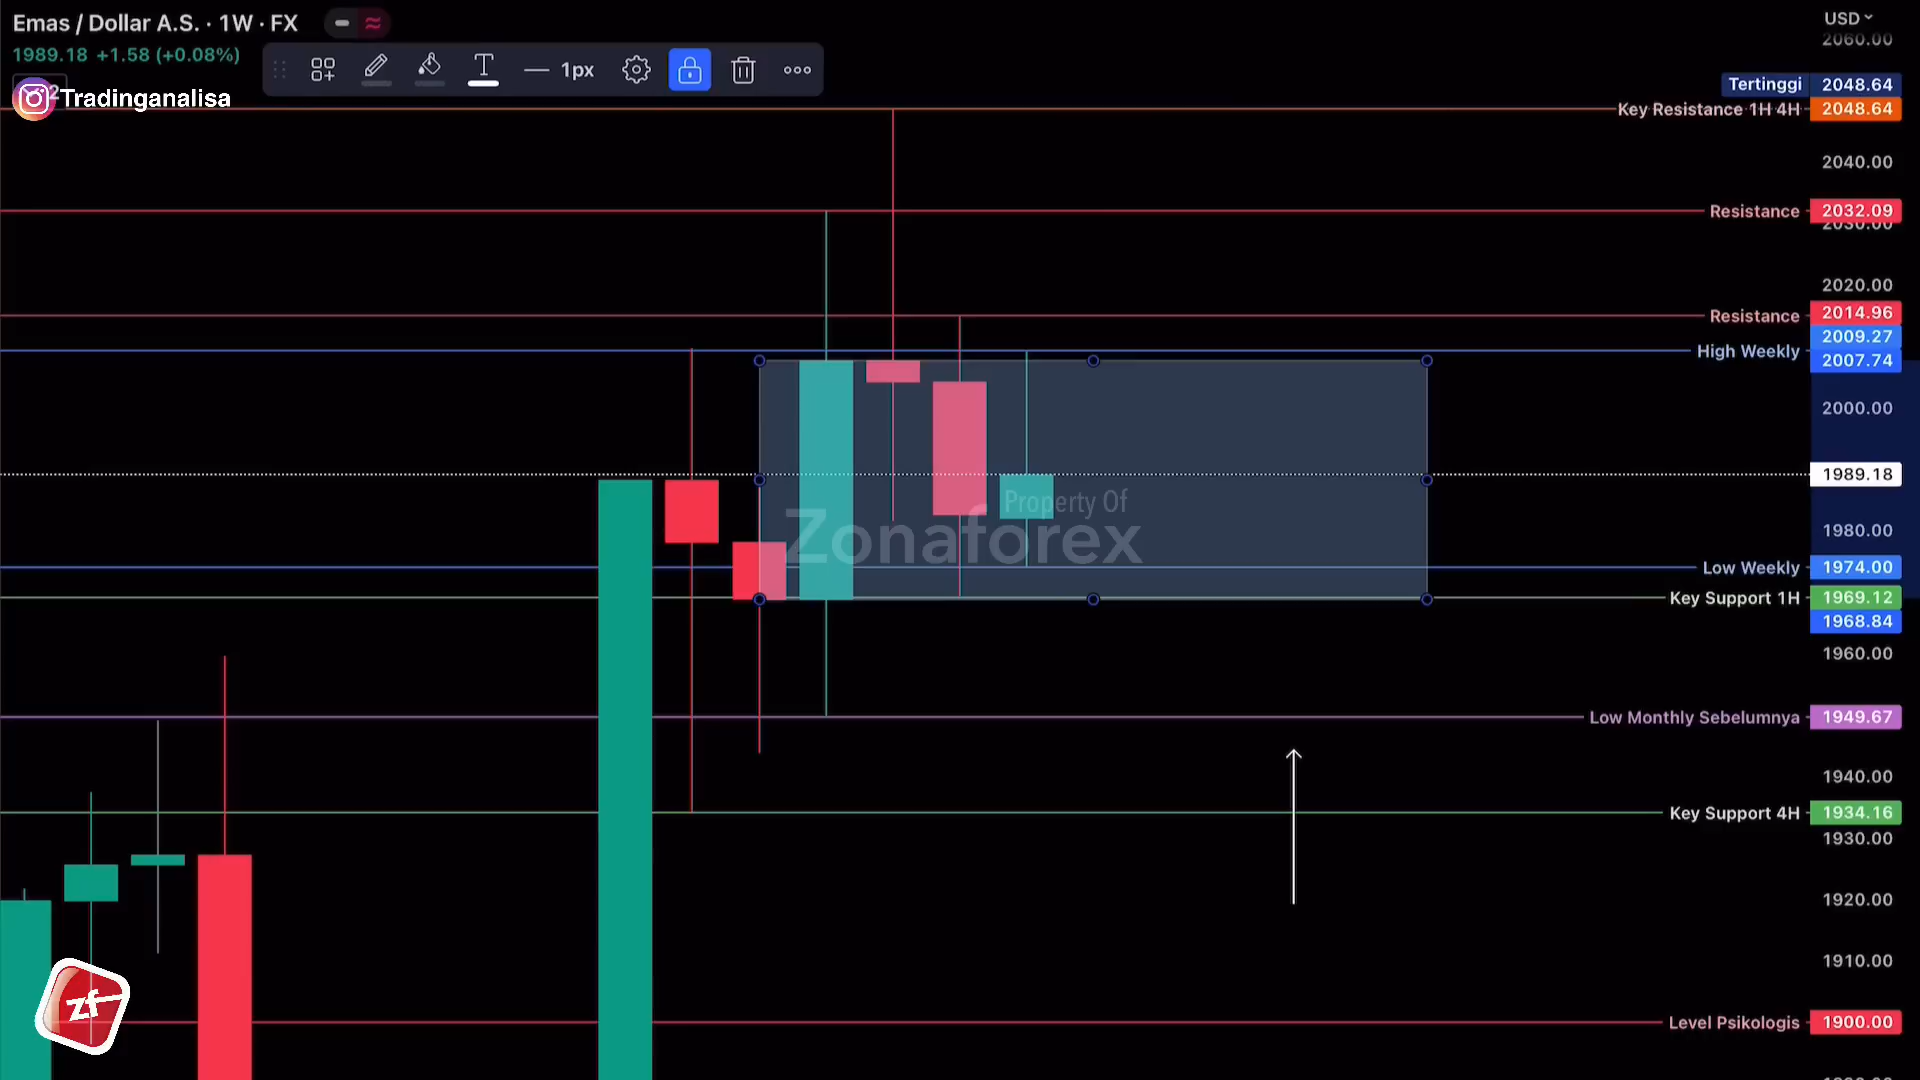 Emas / Dollar A.S. · 1W · FX
1989.18 +1.58 (+0.08%)
1px
Tradinganalisa
USD
2060.00
Tertinggi 2048.64
Key Resistance 1H 4H 2048.64
2040.00
Resistance 2032.09
2030.00
2020.00
Resistance 2014.96
2009.27
High Weekly 2007.74
2000.00
1989.18
Property Of
Zonaforex
1980.00
Low Weekly 1974.00
Key Support 1H 1969.12
1968.84
1960.00
Low Monthly Sebelumnya 1949.67
1940.00
Key Support 4H 1934.16
1930.00
1920.00
1910.00
zf
Level Psikologis 1900.00